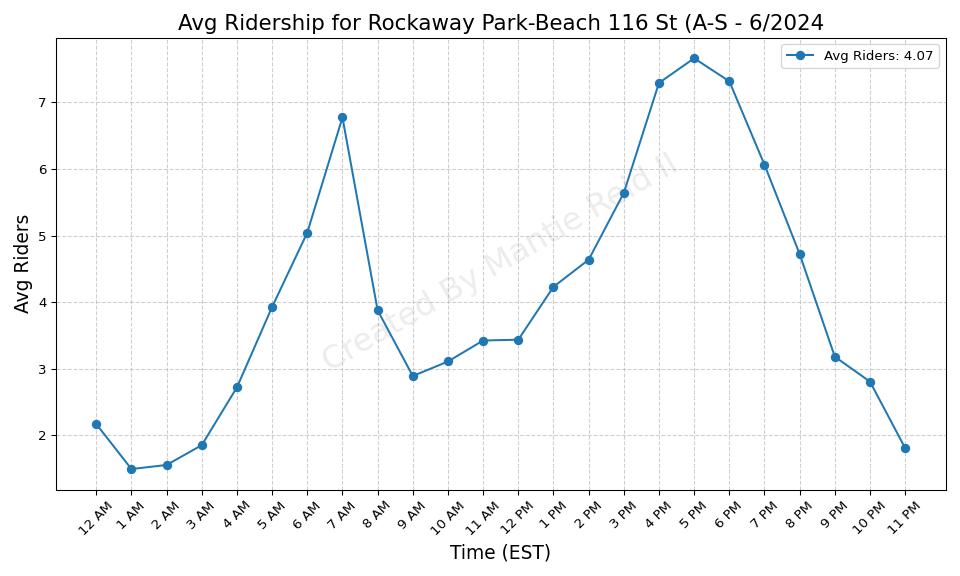 Avg Ridership for Rockaway Park-Beach 116 St (A-S - 6/2024
Avg Riders: 4.07
7
6
5
4
3
2
Avg Riders
Created By Mantie Reid II
12 AM
1 AM
2 AM
3 AM
4 AM
5 AM
6 AM
7 AM
8 AM
9 AM
10 AM
11 AM
12 PM
1 PM
2 PM
3 PM
4 PM
5 PM
6 PM
7 PM
8 PM
9 PM
10 PM
11 PM
Time (EST)